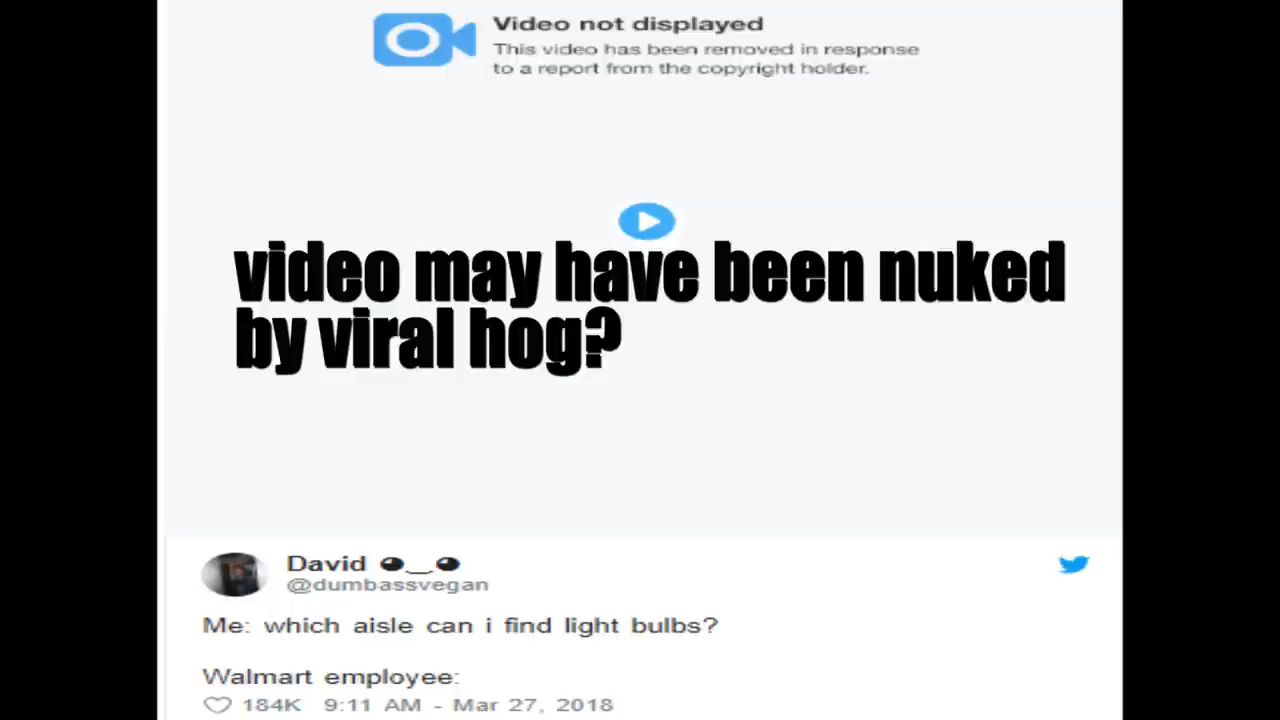 Video not displayed
This video has been removed in response
to a report from the copyright holder.
video may have been nuked
by viral hog?
David ◕‿◕
@dumbassvegan
Me: which aisle can i find light bulbs?
Walmart employee:
184K 9:11 AM - Mar 27, 2018